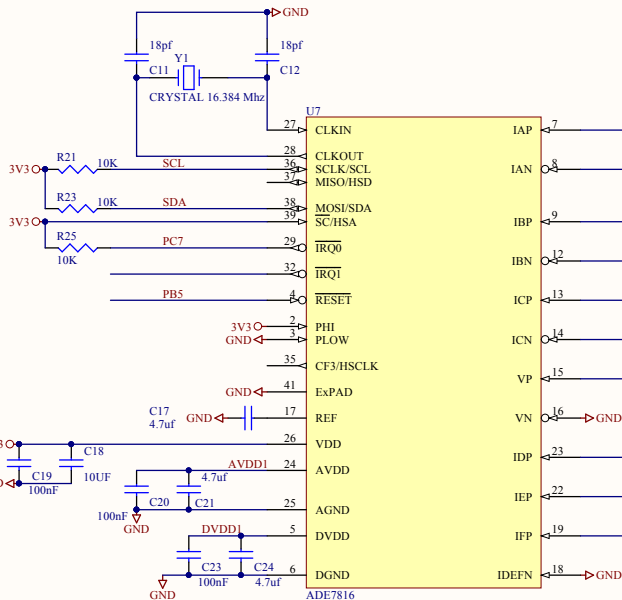 GND
18pf
18pf
Y1
C11
C12
CRYSTAL 16.384 Mhz
U7
27 CLKIN IAP 7
28 CLKOUT
3V3 R21 10K SCL 36 SCLK/SCL IAN 8
37 MISO/HSD
R23 10K SDA 38 MOSI/SDA
3V3 39 SC/HSA IBP 9
R25 PC7 29 IRQ0
10K IBN 12
32 IRQ1
PB5 4 RESET ICP 13
3V3 2 PHI
GND 3 PLOW ICN 14
35 CF3/HSCLK
VP 15
GND 41 ExPAD
C17
GND 4.7uf 17 REF VN 16 GND
26 VDD
C18 IDP 23
C19 10UF AVDD1 24 AVDD
100nF 4.7uf
IEP 22
C20 C21
100nF 25 AGND
GND
DVDD1 5 DVDD IFP 19
C23 C24
100nF 4.7uf 6 DGND IDEFN 18 GND
GND
ADE7816